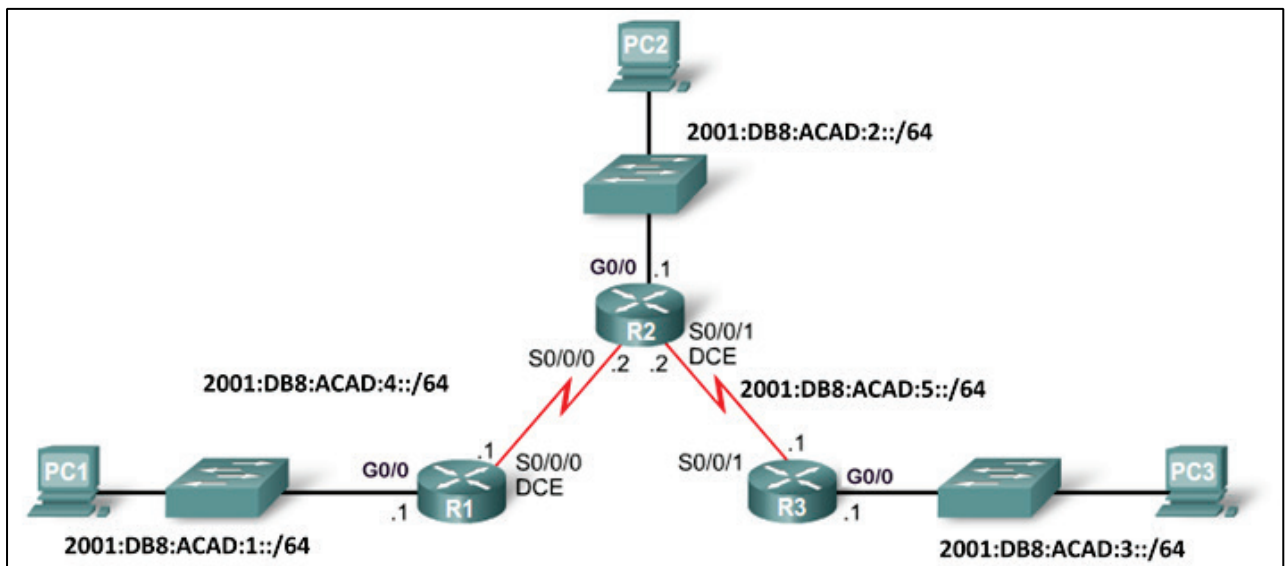 PC2
2001:DB8:ACAD:2::/64
G0/0 .1
R2
S0/0/1
DCE
S0/0/0 .2 .2
2001:DB8:ACAD:4::/64
2001:DB8:ACAD:5::/64
PC1
G0/0 .1
.1
R1
S0/0/0
DCE
2001:DB8:ACAD:1::/64
S0/0/1 .1
R3
G0/0
.1
PC3
2001:DB8:ACAD:3::/64